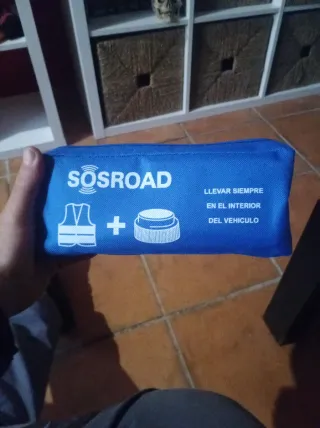 SOSROAD
LLEVAR SIEMPRE
EN EL INTERIOR
DEL VEHICULO